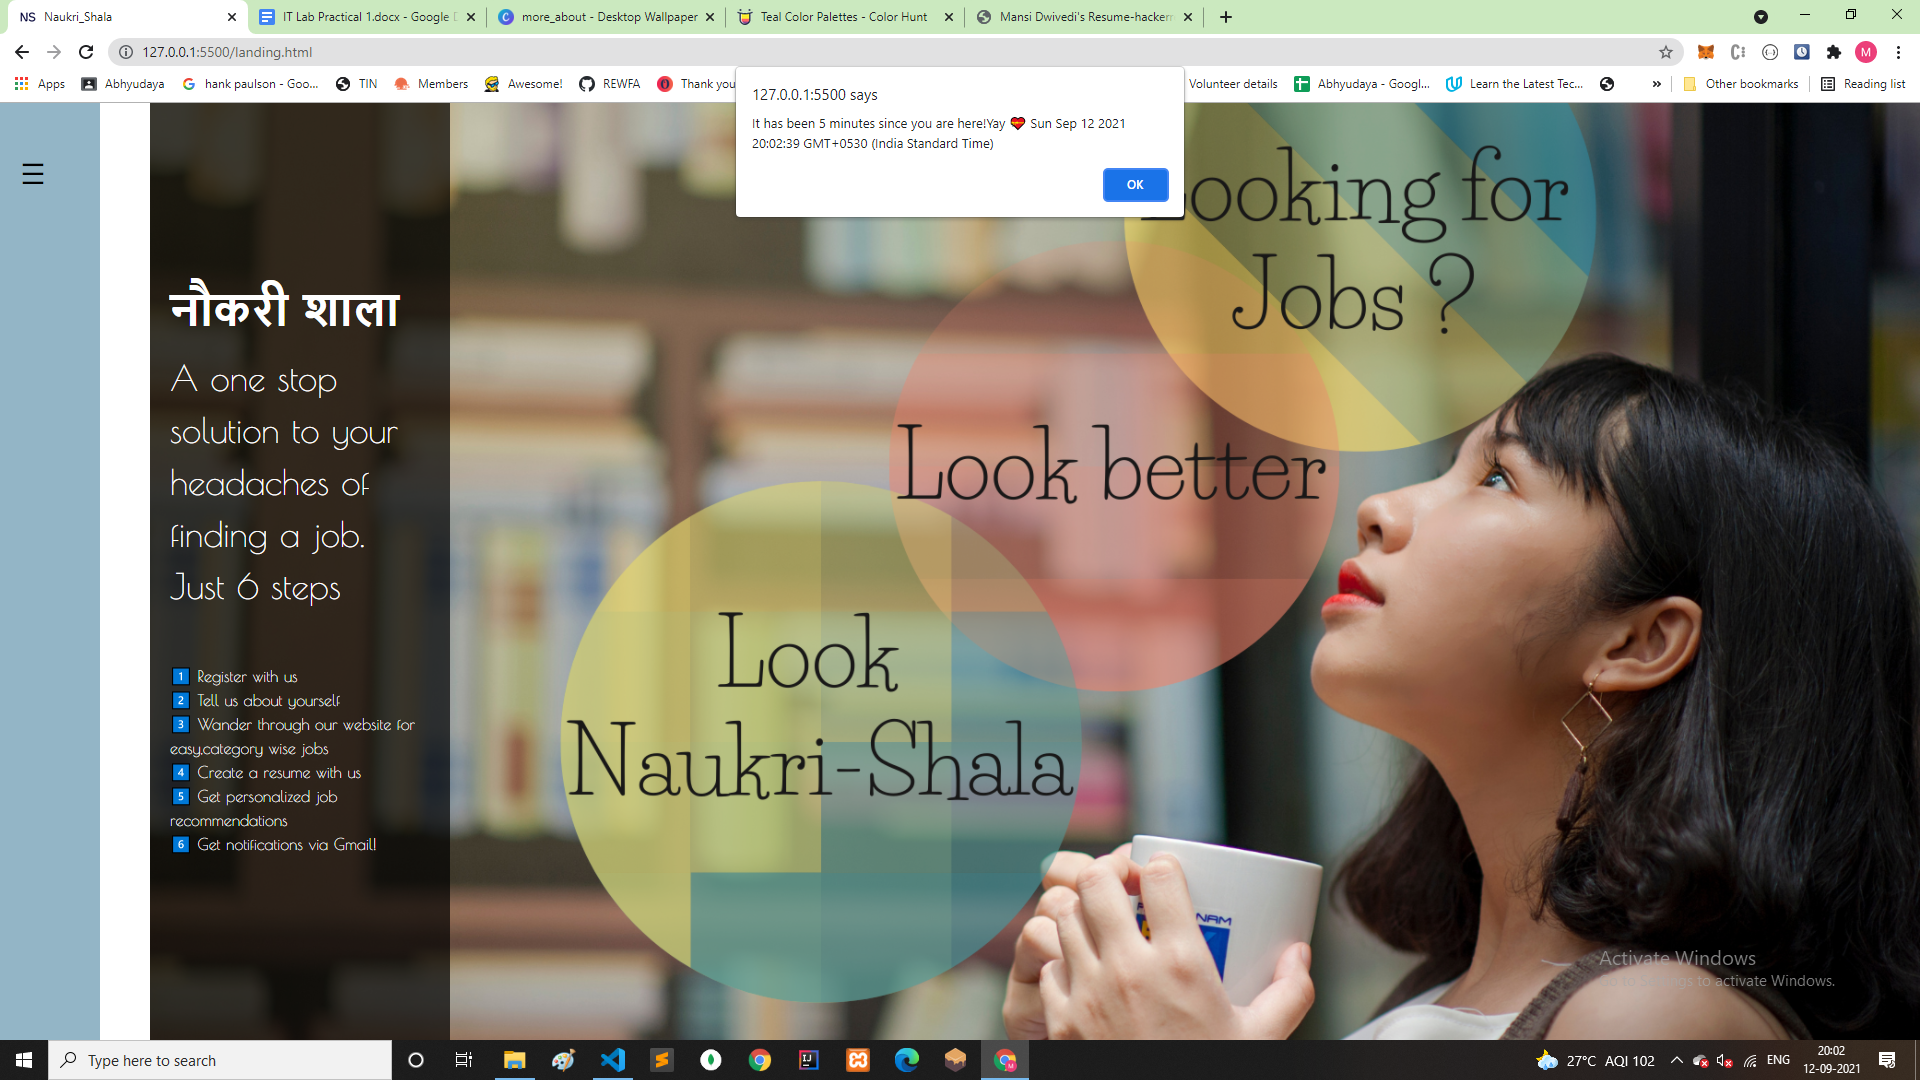 NS Naukri_Shala
IT Lab Practical 1.docx - Google D
more_about - Desktop Wallpaper
Teal Color Palettes - Color Hunt
Mansi Dwivedi's Resume-hackerr
127.0.0.1:5500/landing.html
M
Apps
Abhyudaya
hank paulson - Goo...
TIN
Members
Awesome!
REWFA
Thank you
Volunteer details
Abhyudaya - Googl...
Learn the Latest Tec...
»
Other bookmarks
Reading list
127.0.0.1:5500 says
It has been 5 minutes since you are here!Yay 💝 Sun Sep 12 2021
20:02:39 GMT+0530 (India Standard Time)
OK
नौकरी शाला
A one stop
solution to your
headaches of
finding a job.
Just 6 steps
1 Register with us
2 Tell us about yourself
3 Wander through our website for
easy,category wise jobs
4 Create a resume with us
5 Get personalized job
recommendations
6 Get notifications via Gmail!
Looking for
Jobs ?
Look better
Look
Naukri-Shala
Activate Windows
to activate Windows.
Type here to search
27°C AQI 102
ENG
20:02
12-09-2021